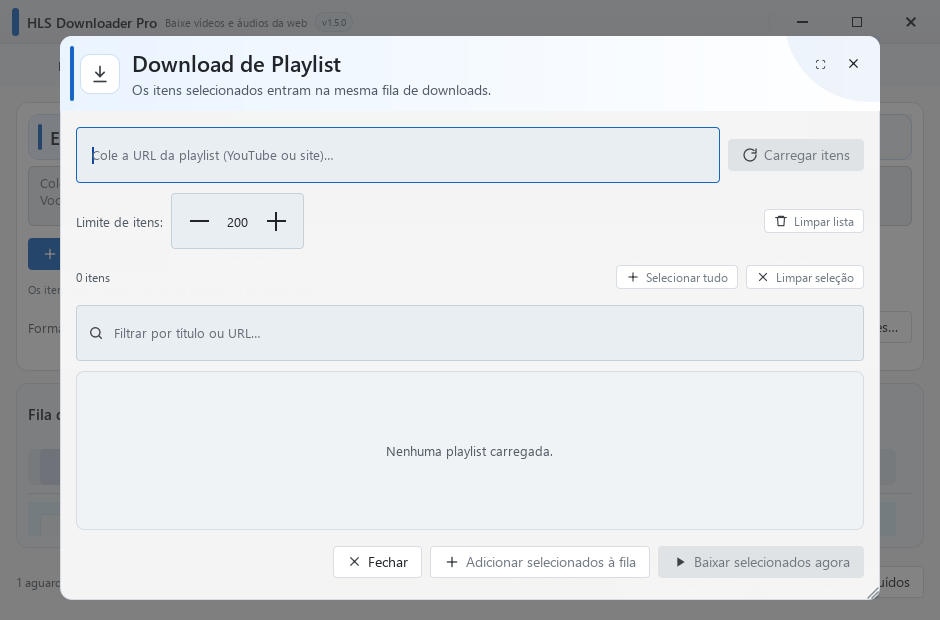 HLS Downloader Pro Baixe vídeos e áudios da web v1.5.0
Download de Playlist
Os itens selecionados entram na mesma fila de downloads.
Cole a URL da playlist (YouTube ou site)...
Carregar itens
Limite de itens: 200
Limpar lista
0 itens
Selecionar tudo
Limpar seleção
Filtrar por título ou URL...
Nenhuma playlist carregada.
Fila
Os
1
Fechar
Adicionar selecionados à fila
Baixar selecionados agora